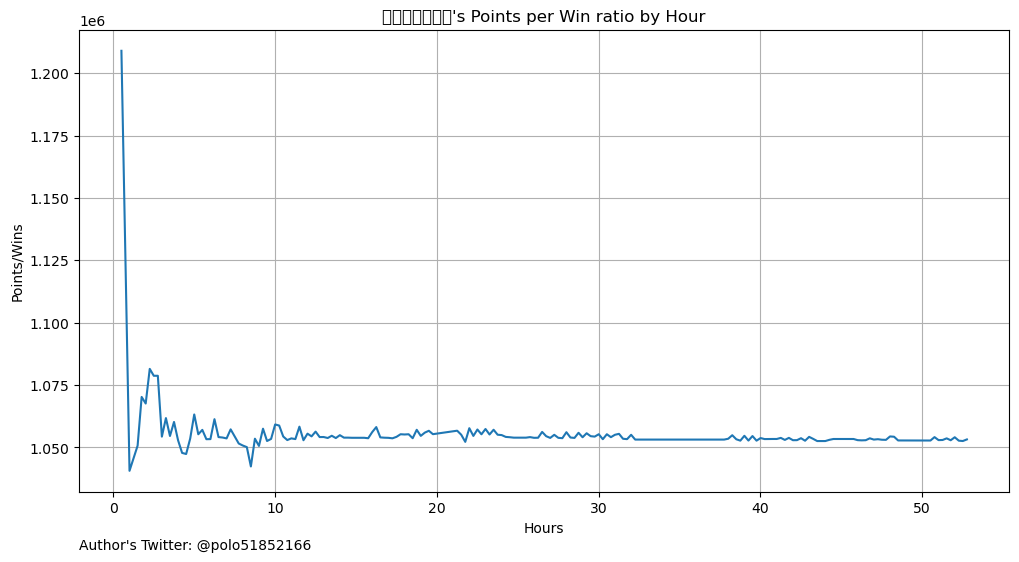 's Points per Win ratio by Hour
1e6
1.200
1.175
1.150
1.125
1.100
1.075
1.050
Points/Wins
0 10 20 30 40 50
Hours
Author's Twitter: @polo51852166